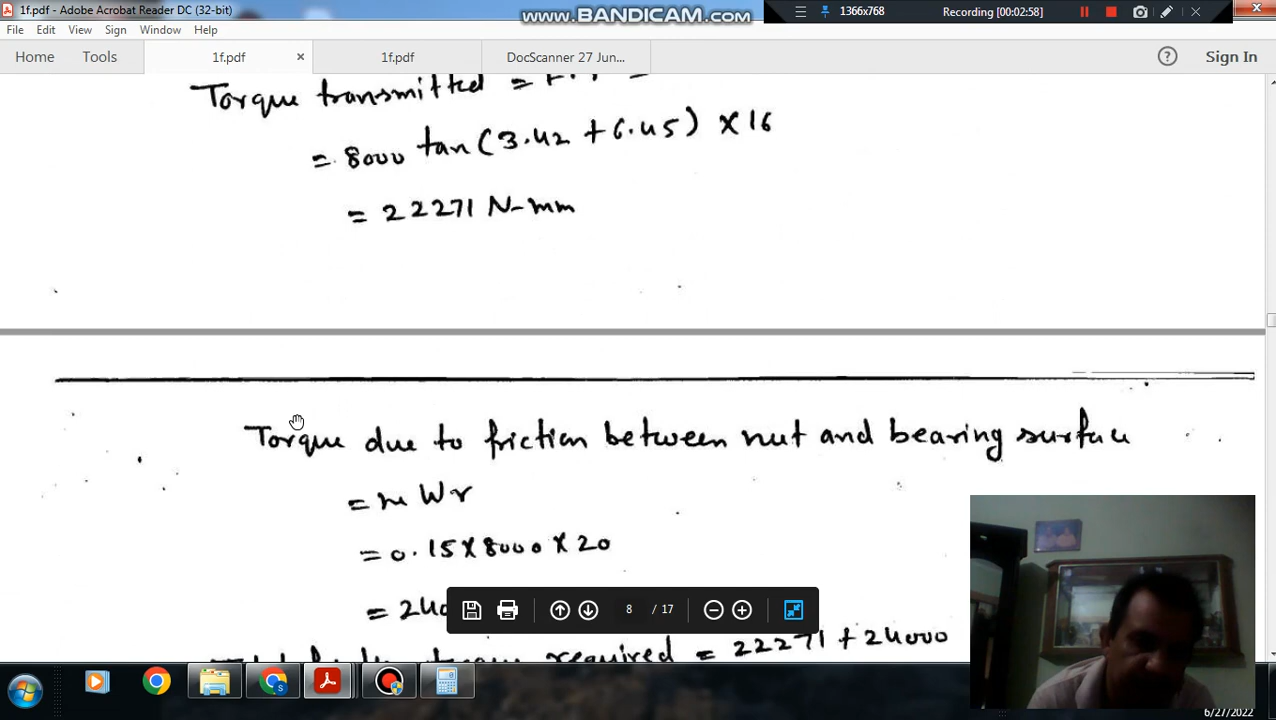 1f.pdf - Adobe Acrobat Reader DC (32-bit)
www.BANDICAM.com
1366x768
Recording [00:02:58]
File Edit View Sign Window Help
Home Tools 1f.pdf × 1f.pdf DocScanner 27 Jun... ? Sign In
Torque transmitted =
= 8000 tan(3.42 + 6.45) × 16
= 22271 N-mm
Torque due to friction between nut and bearing surface
= μ W r
= 0.15 × 8000 × 20
= 240
8 / 17
torque required = 22271 + 24000
6/27/2022